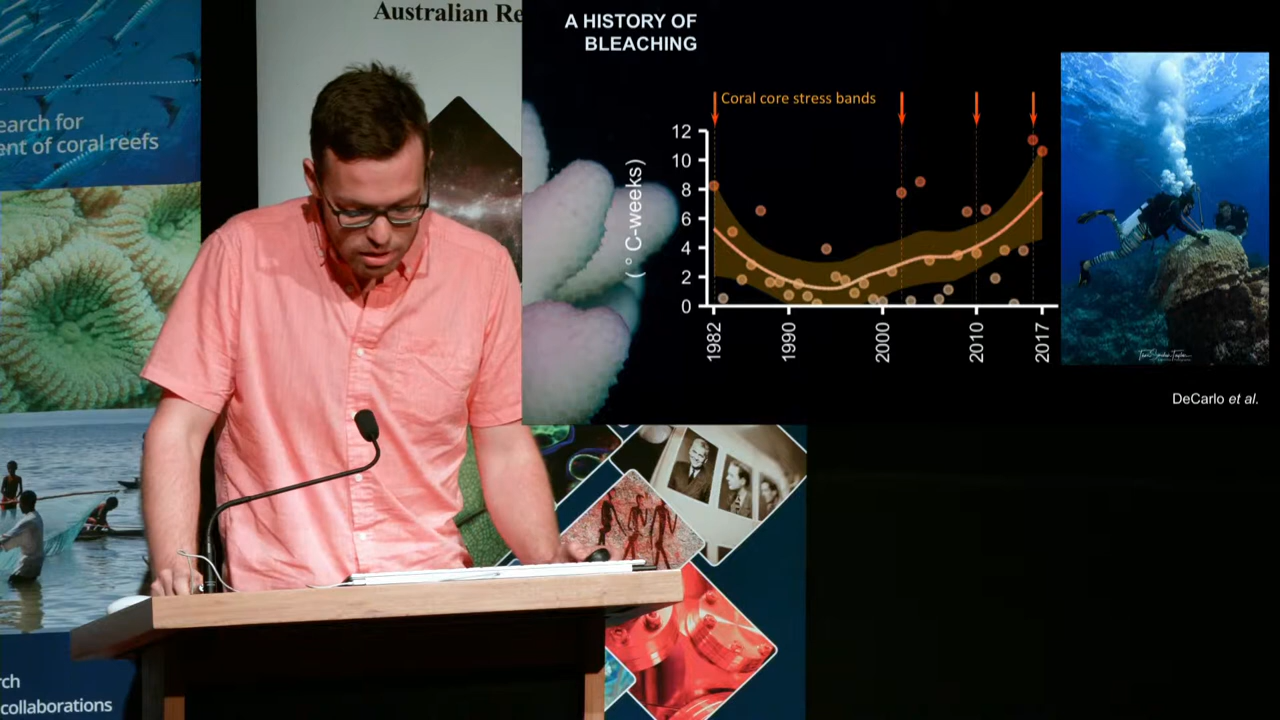 earch for
ent of coral reefs
Australian Re
A HISTORY OF
BLEACHING
Coral core stress bands
( ° C-weeks)
12
10
8
6
4
2
0
1982
1990
2000
2010
2017
DeCarlo et al.
rch
collaborations